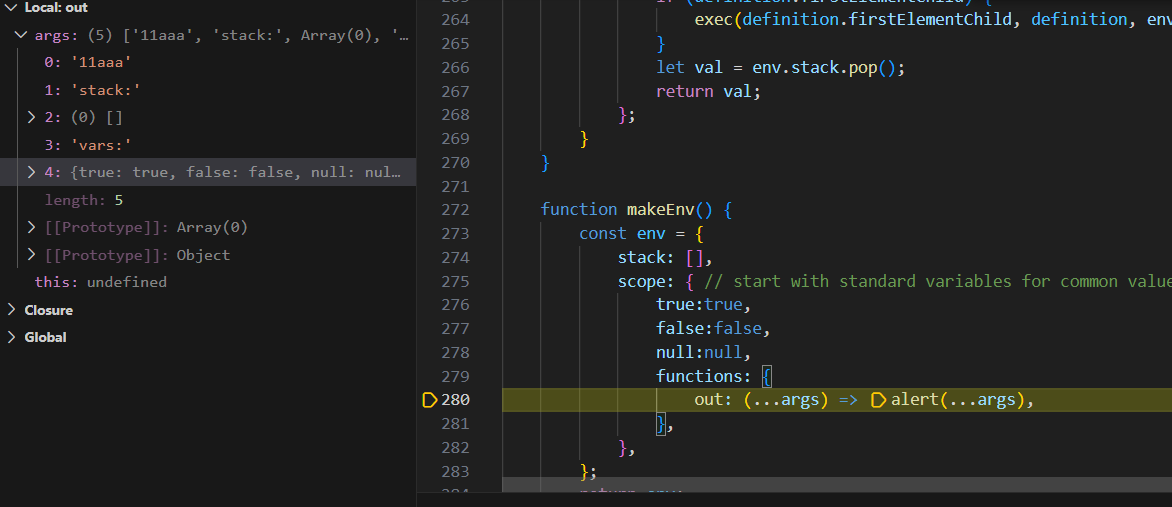 Local: out
args: (5) ['11aaa', 'stack:', Array(0), '…
0: '11aaa'
1: 'stack:'
2: (0) []
3: 'vars:'
4: {true: true, false: false, null: nul…
length: 5
[[Prototype]]: Array(0)
[[Prototype]]: Object
this: undefined
Closure
Global
264 exec(definition.firstElementChild, definition, env
265 }
266 let val = env.stack.pop();
267 return val;
268 };
269 }
270 }
271
272 function makeEnv() {
273 const env = {
274 stack: [],
275 scope: { // start with standard variables for common value
276 true:true,
277 false:false,
278 null:null,
279 functions: {
280 out: (...args) => alert(...args),
281 },
282 },
283 };